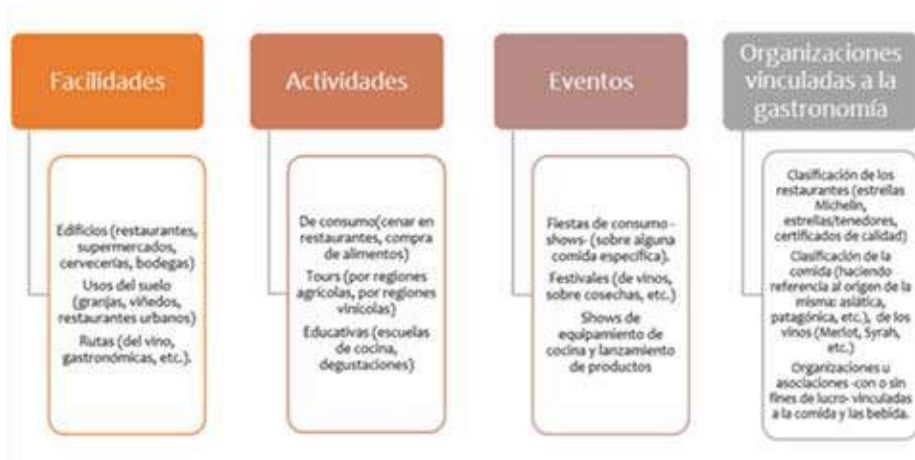 Facilidades
Edificios (restaurantes,
supermercados,
cervecerías, bodegas)
Usos del suelo
(granjas, viñedos,
restaurantes urbanos)
Rutas (del vino,
gastronómicas, etc.).
Actividades
De consumo(cenar en
restaurantes, compra
de alimentos)
Tours (por regiones
agrícolas, por regiones
vinícolas)
Educativas (escuelas
de cocina,
degustaciones)
Eventos
Fiestas de consumo -
shows- (sobre alguna
comida específica).
Festivales (de vinos,
sobre cosechas, etc.)
Shows de
equipamiento de
cocina y lanzamiento
de productos
Organizaciones
vinculadas a la
gastronomía
Clasificación de los
restaurantes (estrellas
Michelin,
estrellas/tenedores,
certificados de calidad)
Clasificación de la
comida (haciendo
referencia al origen de la
misma: asiática,
patagónica, etc.), de los
vinos (Merlot, Syrah,
etc.)
Organizaciones u
asociaciones -con o sin
fines de lucro- vinculadas
a la comida y las bebida.